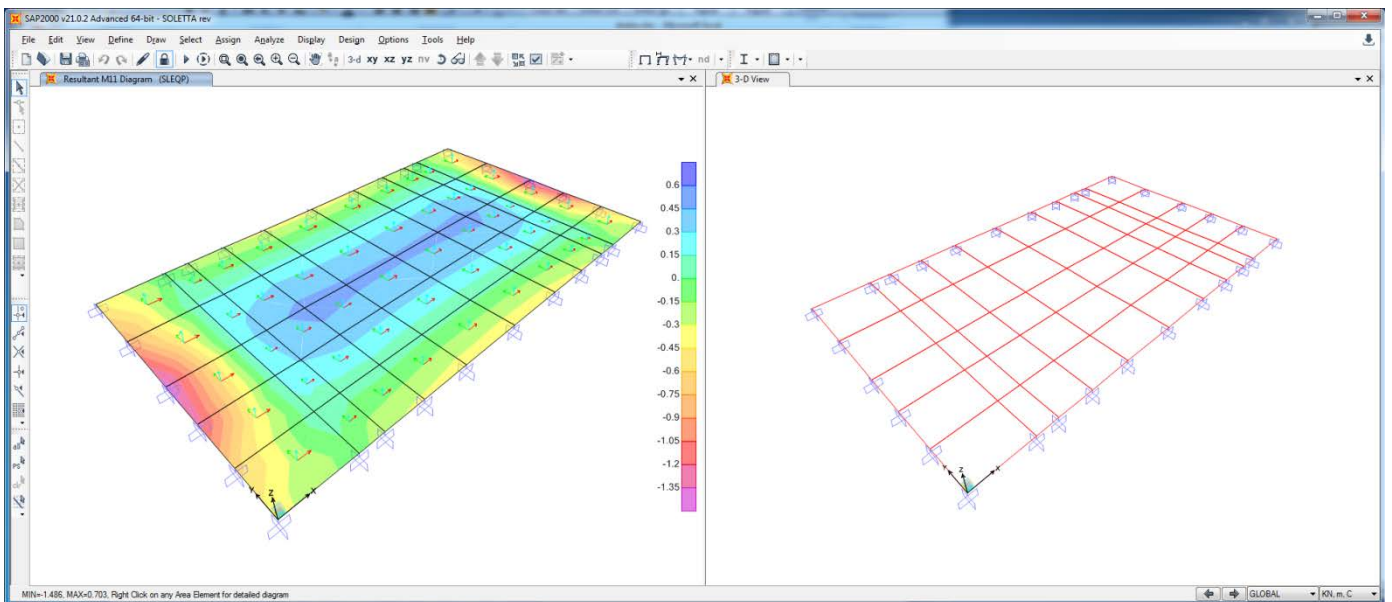 SAP2000 v21.0.2 Advanced 64-bit - SOLETTA rev
File Edit View Define Draw Select Assign Analyze Display Design Options Tools Help
3-d xy xz yz nv nd
Resultant M11 Diagram (SLEQP)
3-D View
0.6
0.45
0.3
0.15
0.
-0.15
-0.3
-0.45
-0.6
-0.75
-0.9
-1.05
-1.2
-1.35
Y Z X
Y Z X
MIN=-1.486, MAX=0.703, Right Click on any Area Element for detailed diagram
GLOBAL
KN, m, C